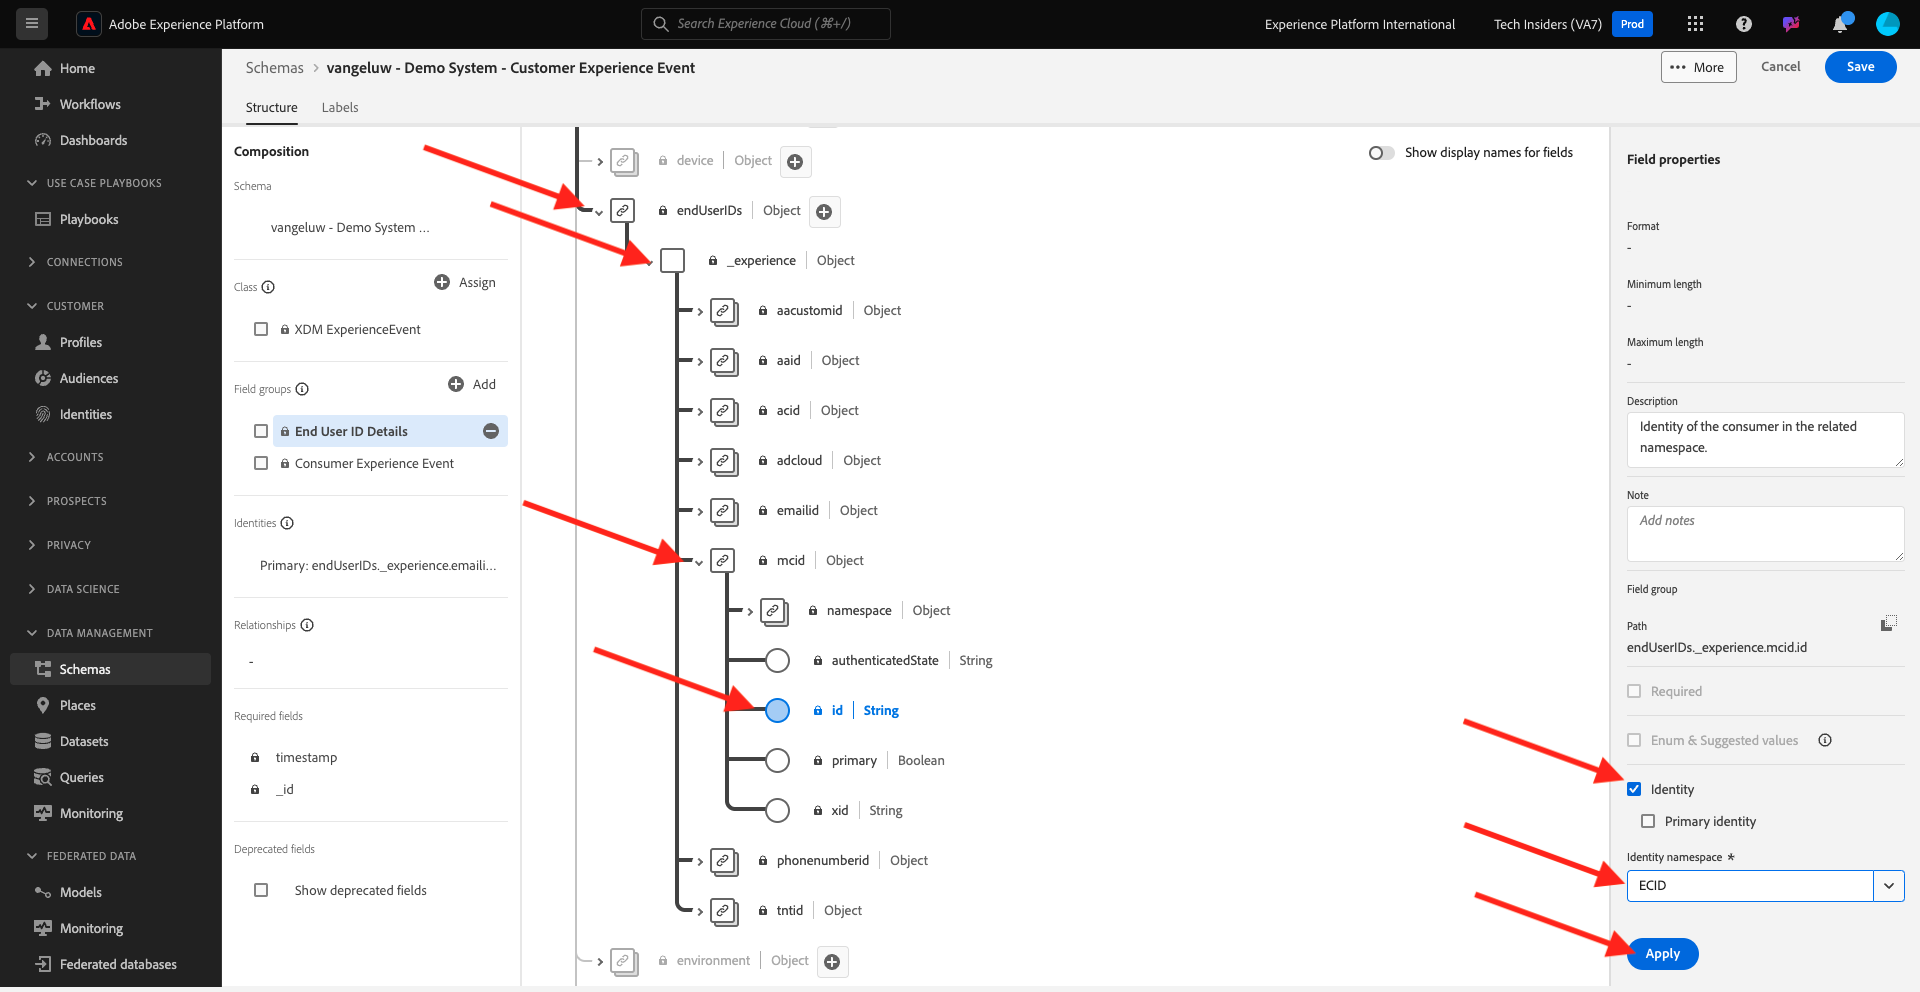 Adobe Experience Platform
Search Experience Cloud (⌘+/)
Experience Platform International
Tech Insiders (VA7)
Prod
Home
Workflows
Dashboards
USE CASE PLAYBOOKS
Playbooks
CONNECTIONS
CUSTOMER
Profiles
Audiences
Identities
ACCOUNTS
PROSPECTS
PRIVACY
DATA SCIENCE
DATA MANAGEMENT
Schemas
Places
Datasets
Queries
Monitoring
FEDERATED DATA
Models
Monitoring
Federated databases
Schemas > vangeluw - Demo System - Customer Experience Event
••• More
Cancel
Save
Structure
Labels
Composition
Schema
vangeluw - Demo System ...
Class
Assign
XDM ExperienceEvent
Field groups
Add
End User ID Details
Consumer Experience Event
Identities
Primary: endUserIDs._experience.emaili...
Relationships
-
Required fields
timestamp
_id
Deprecated fields
Show deprecated fields
Show display names for fields
device | Object
endUserIDs | Object
_experience | Object
aacustomid | Object
aaid | Object
acid | Object
adcloud | Object
emailid | Object
mcid | Object
namespace | Object
authenticatedState | String
id | String
primary | Boolean
xid | String
phonenumberid | Object
tntid | Object
environment | Object
Field properties
Format
-
Minimum length
-
Maximum length
-
Description
Identity of the consumer in the related
namespace.
Note
Add notes
Field group
Path
endUserIDs._experience.mcid.id
Required
Enum & Suggested values
Identity
Primary identity
Identity namespace *
ECID
Apply